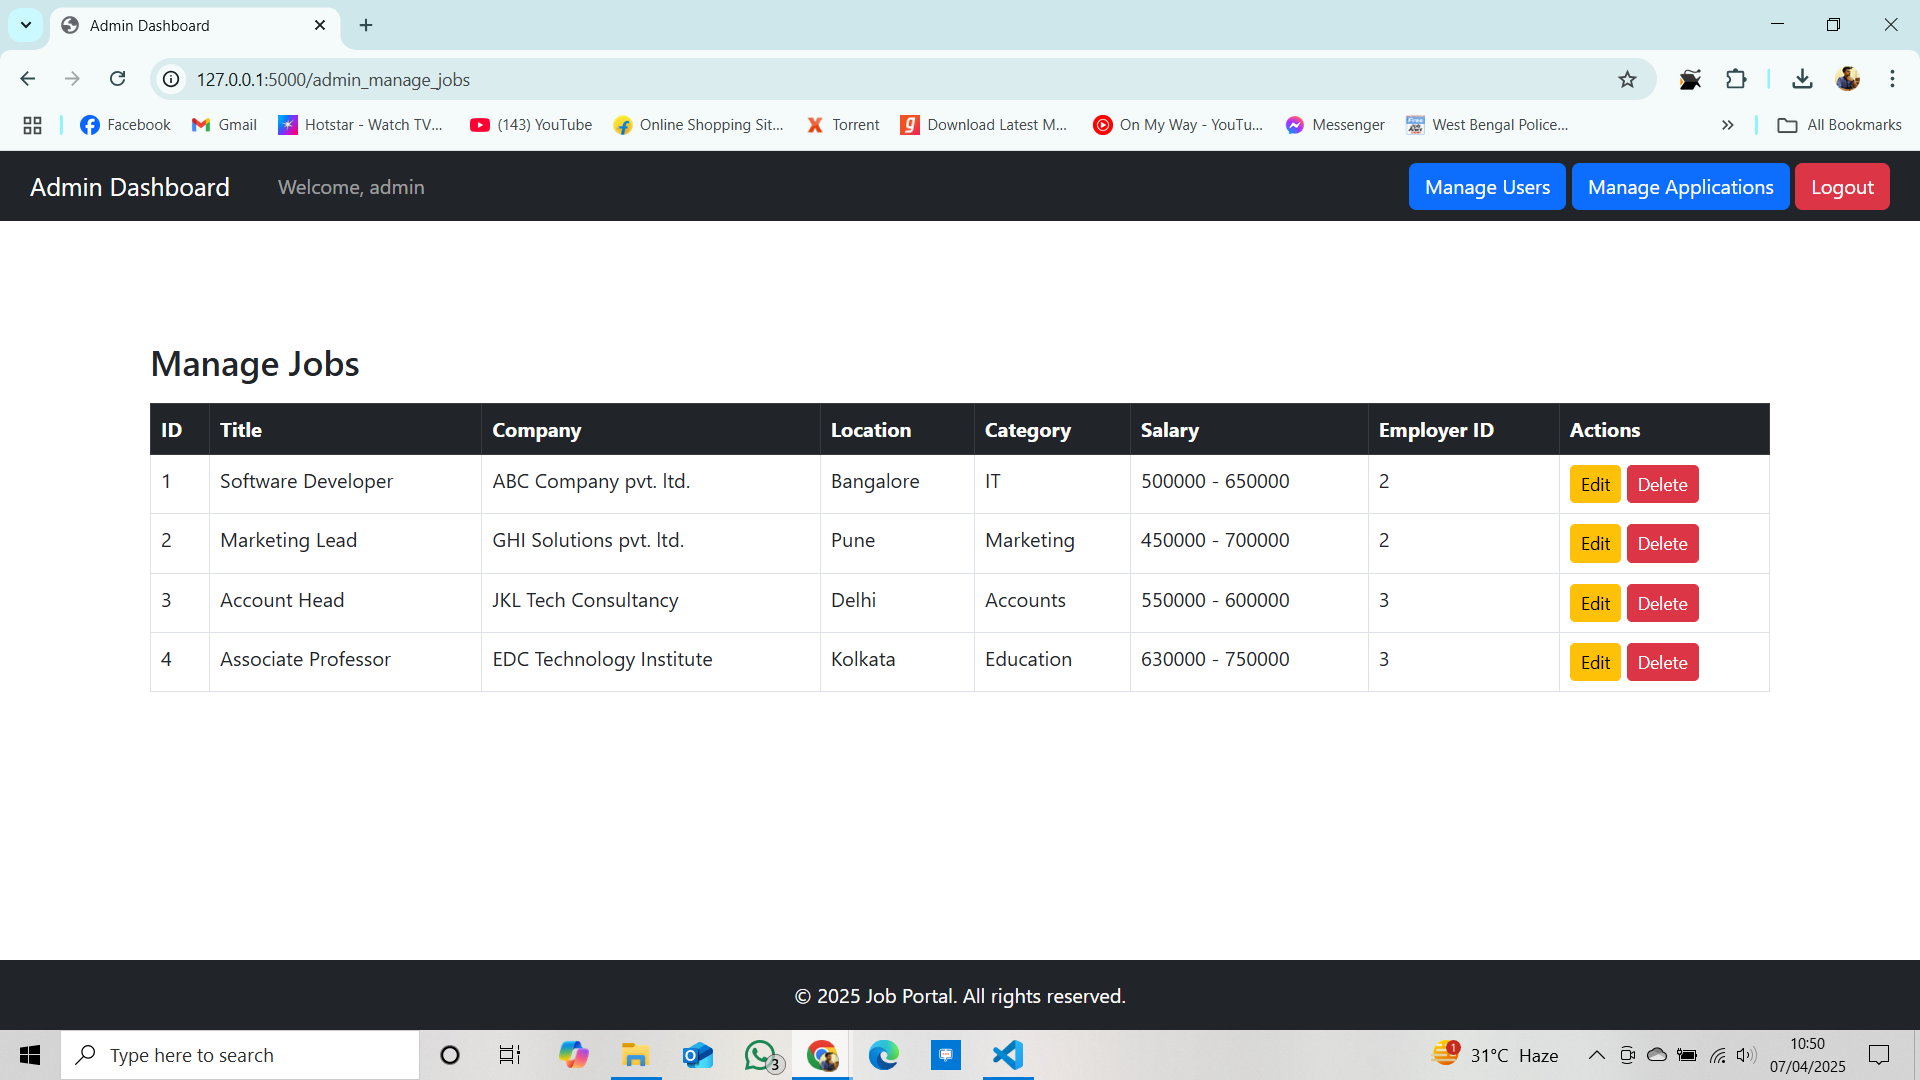 Admin Dashboard
127.0.0.1:5000/admin_manage_jobs
Facebook Gmail Hotstar - Watch TV... (143) YouTube Online Shopping Sit... Torrent Download Latest M... On My Way - YouTu... Messenger West Bengal Police... » All Bookmarks
Admin Dashboard Welcome, admin Manage Users Manage Applications Logout
Manage Jobs
ID Title Company Location Category Salary Employer ID Actions
1 Software Developer ABC Company pvt. ltd. Bangalore IT 500000 - 650000 2 Edit Delete
2 Marketing Lead GHI Solutions pvt. ltd. Pune Marketing 450000 - 700000 2 Edit Delete
3 Account Head JKL Tech Consultancy Delhi Accounts 550000 - 600000 3 Edit Delete
4 Associate Professor EDC Technology Institute Kolkata Education 630000 - 750000 3 Edit Delete
© 2025 Job Portal. All rights reserved.
Type here to search 3 1 31°C Haze 10:50
07/04/2025